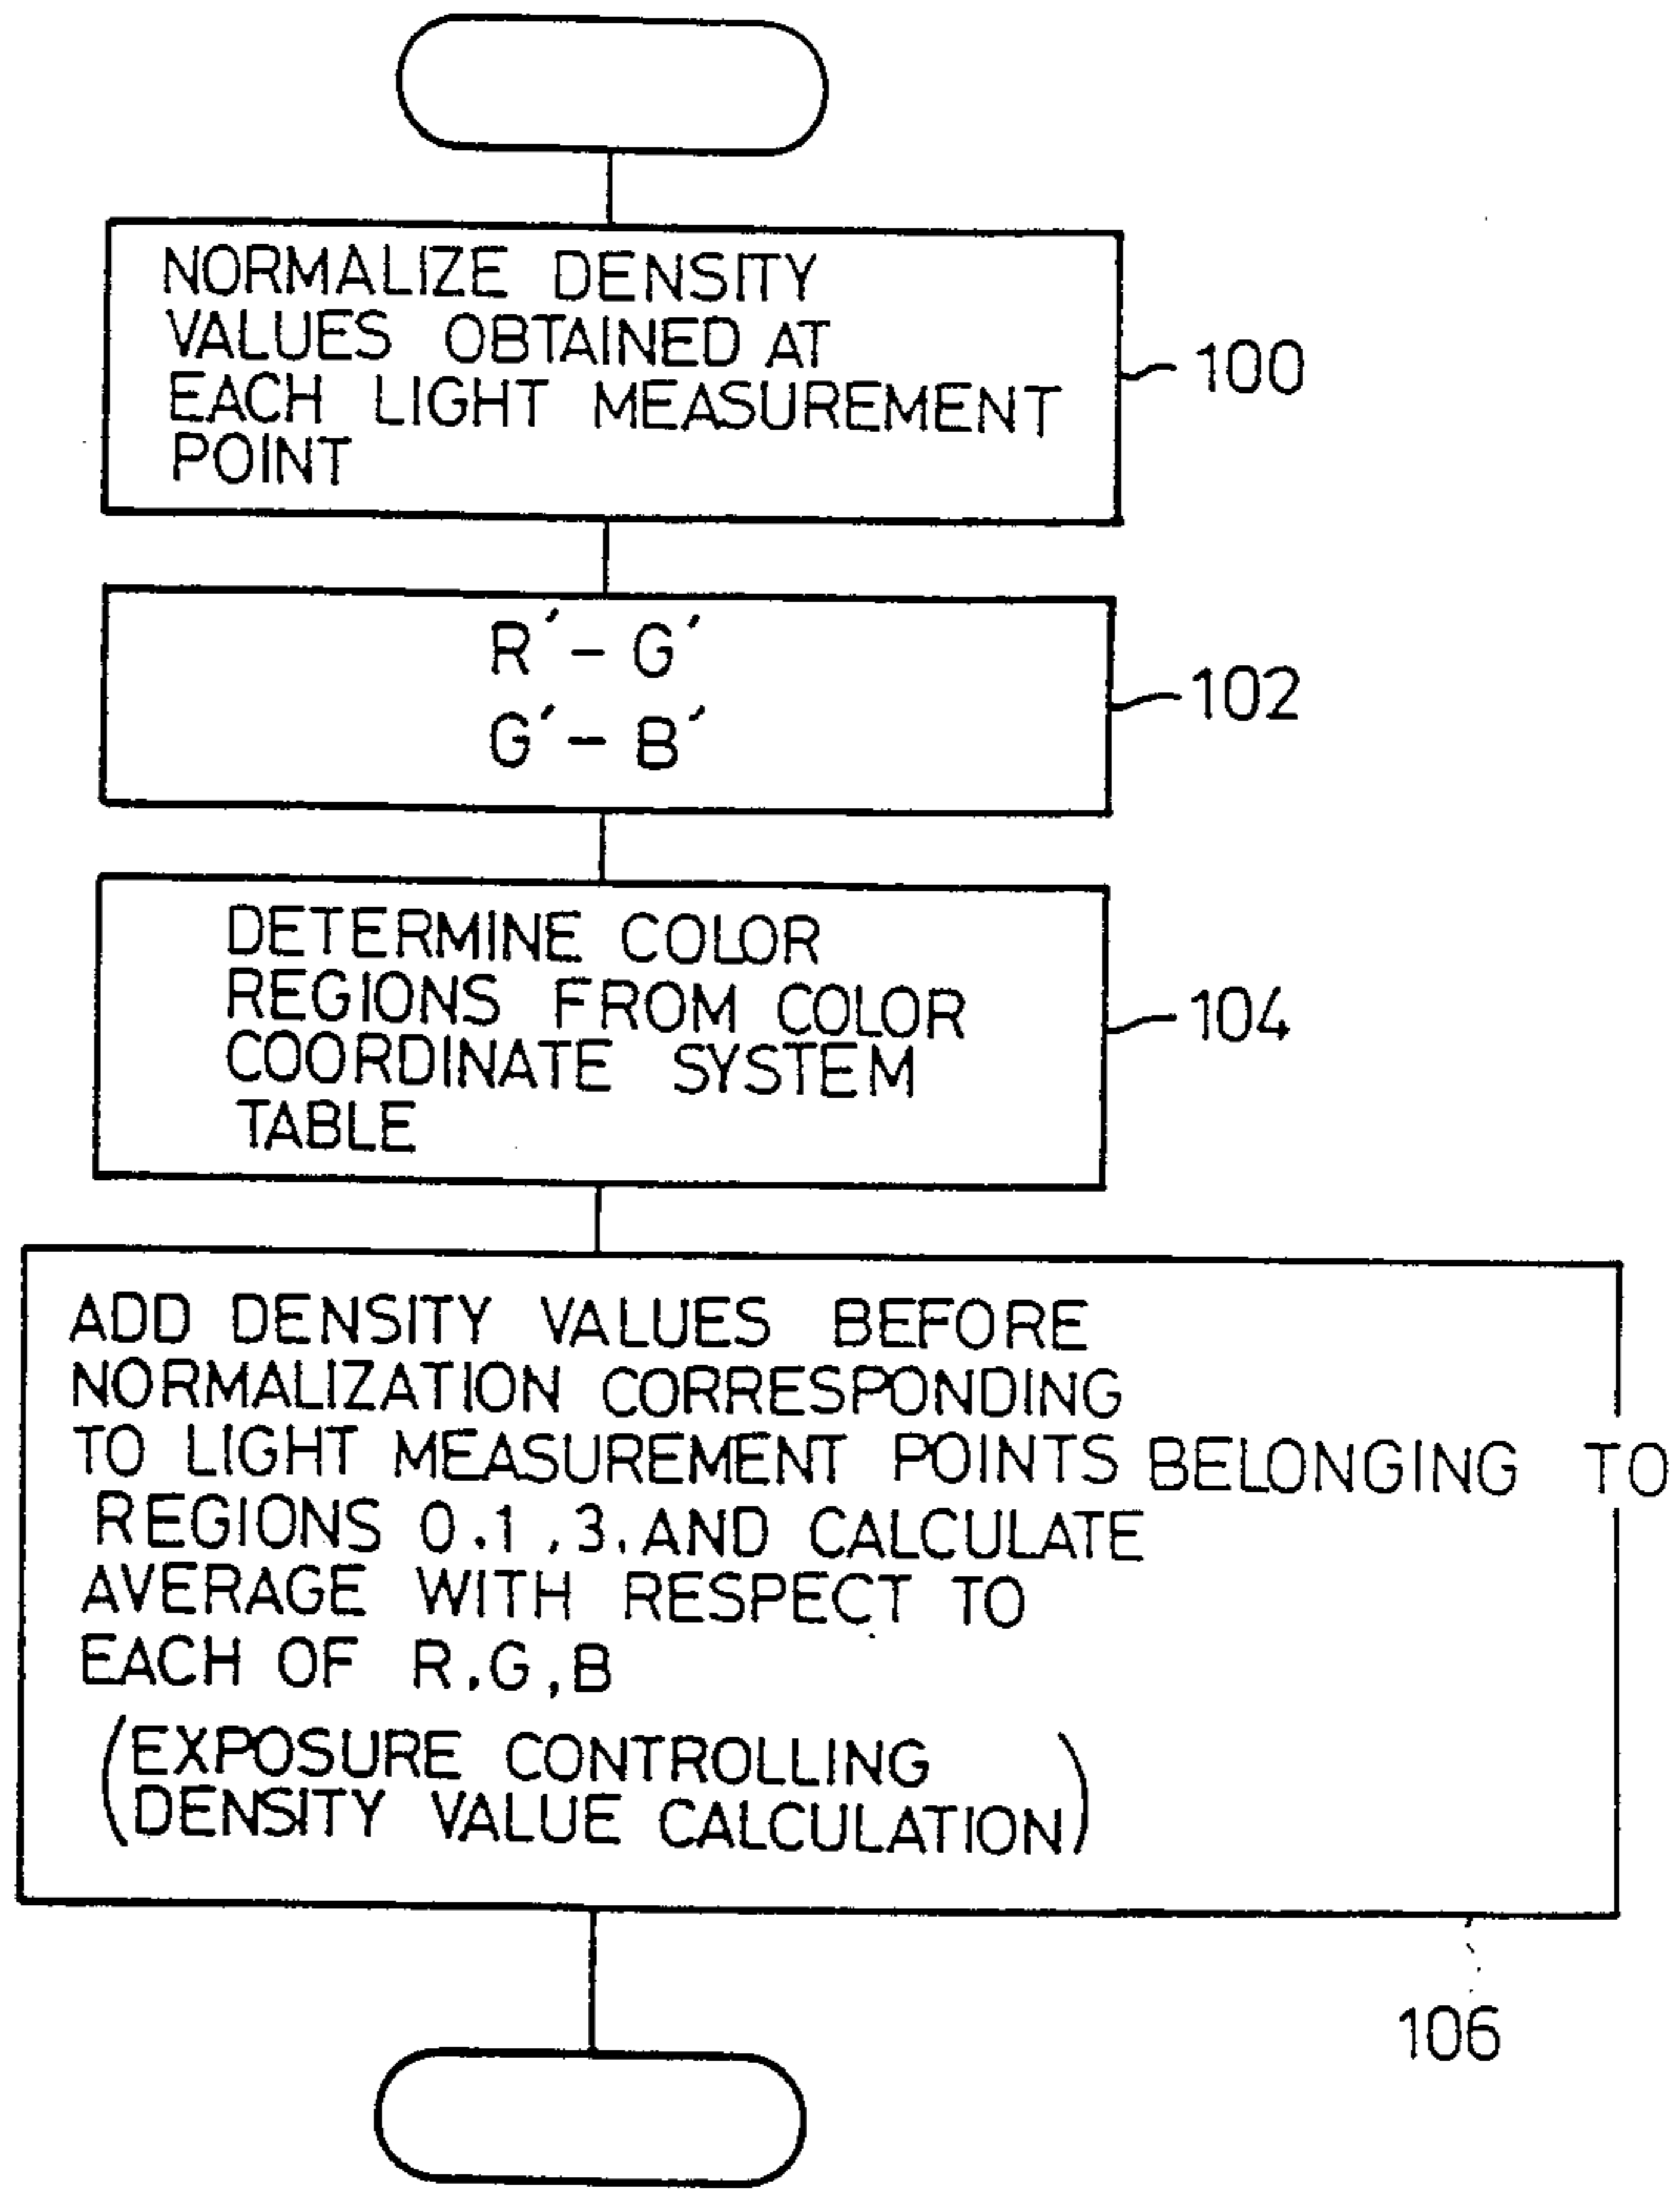 NORMALIZE DENSITY
VALUES OBTAINED AT
EACH LIGHT MEASUREMENT
POINT
100
R′ – G′
G′ – B′
102
DETERMINE COLOR
REGIONS FROM COLOR
COORDINATE SYSTEM
TABLE
104
ADD DENSITY VALUES BEFORE
NORMALIZATION CORRESPONDING
TO LIGHT MEASUREMENT POINTS BELONGING TO
REGIONS 0.1,3.AND CALCULATE
AVERAGE WITH RESPECT TO
EACH OF R.G,B
(EXPOSURE CONTROLLING
DENSITY VALUE CALCULATION)
106